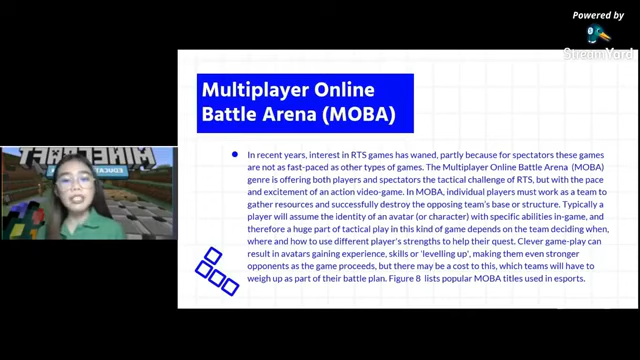 Powered by
StreamYard
Multiplayer Online
Battle Arena (MOBA)
In recent years, interest in RTS games has waned, partly because for spectators these games
are not as fast-paced as other types of games. The Multiplayer Online Battle Arena (MOBA)
genre is offering both players and spectators the tactical challenge of RTS, but with the pace
and excitement of an action video-game. In MOBA, individual players must work as a team to
gather resources and successfully destroy the opposing team's base or structure. Typically a
player will assume the identity of an avatar (or character) with specific abilities in-game, and
therefore a huge part of tactical play in this kind of game depends on the team deciding when,
where and how to use different player's strengths to help their quest. Clever game-play can
result in avatars gaining experience, skills or 'levelling up', making them even stronger
opponents as the game proceeds, but there may be a cost to this, which teams will have to
weigh up as part of their battle plan. Figure 8 lists popular MOBA titles used in esports.
MINECRAFT
EDUCATION